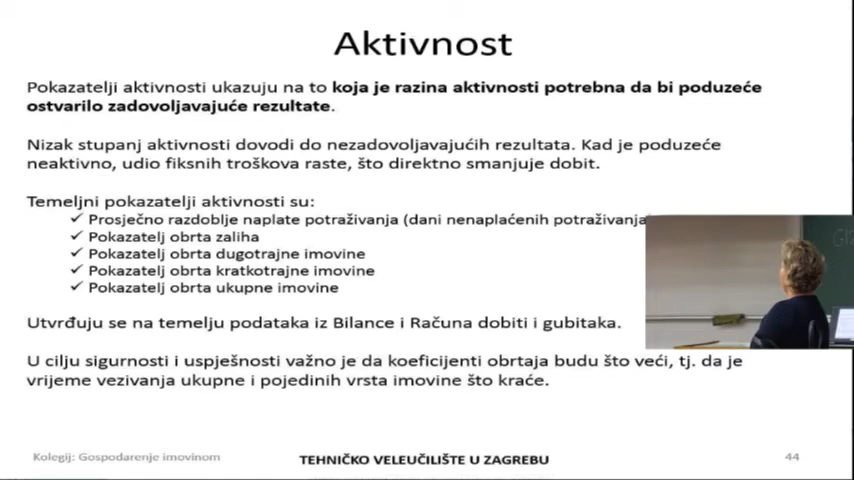 Aktivnost
Pokazatelji aktivnosti ukazuju na to koja je razina aktivnosti potrebna da bi poduzeće
ostvarilo zadovoljavajuće rezultate.
Nizak stupanj aktivnosti dovodi do nezadovoljavajućih rezultata. Kad je poduzeće
neaktivno, udio fiksnih troškova raste, što direktno smanjuje dobit.
Temeljni pokazatelji aktivnosti su:
✓ Prosječno razdoblje naplate potraživanja (dani nenaplaćenih potraživanja
✓ Pokazatelj obrta zaliha
✓ Pokazatelj obrta dugotrajne imovine
✓ Pokazatelj obrta kratkotrajne imovine
✓ Pokazatelj obrta ukupne imovine
Utvrđuju se na temelju podataka iz Bilance i Računa dobiti i gubitaka.
U cilju sigurnosti i uspješnosti važno je da koeficijenti obrtaja budu što veći, tj. da je
vrijeme vezivanja ukupne i pojedinih vrsta imovine što kraće.
Kolegij: Gospodarenje imovinom
TEHNIČKO VELEUČILIŠTE U ZAGREBU
44